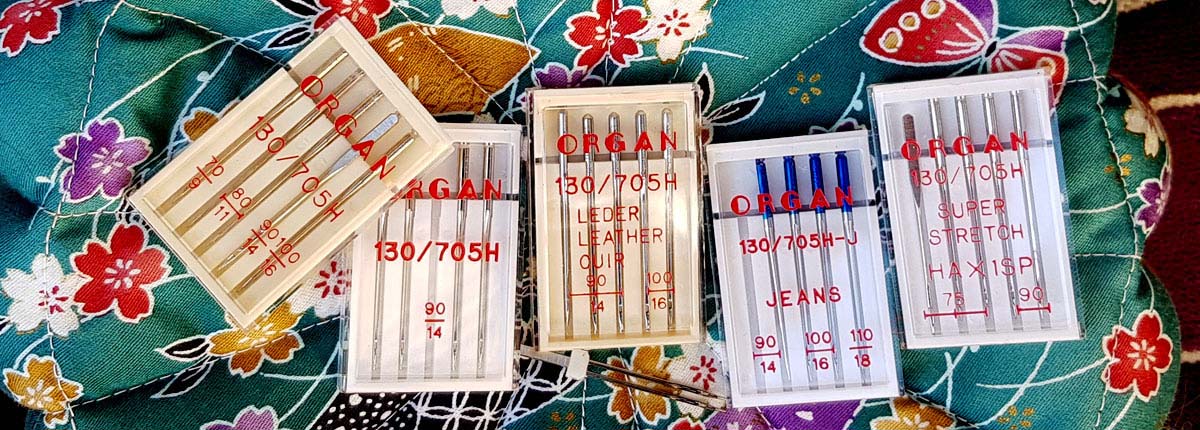 ORGAN
130/705H
70 80 90 100
9 11 14 16
ORGAN
130/705H
90
14
ORGAN
130/705H
LEDER
LEATHER
CUIR
90 100
14 16
ORGAN
130/705H-J
JEANS
90 100 110
14 16 18
ORGAN
130/705H
SUPER
STRETCH
HAX1SP
75 90